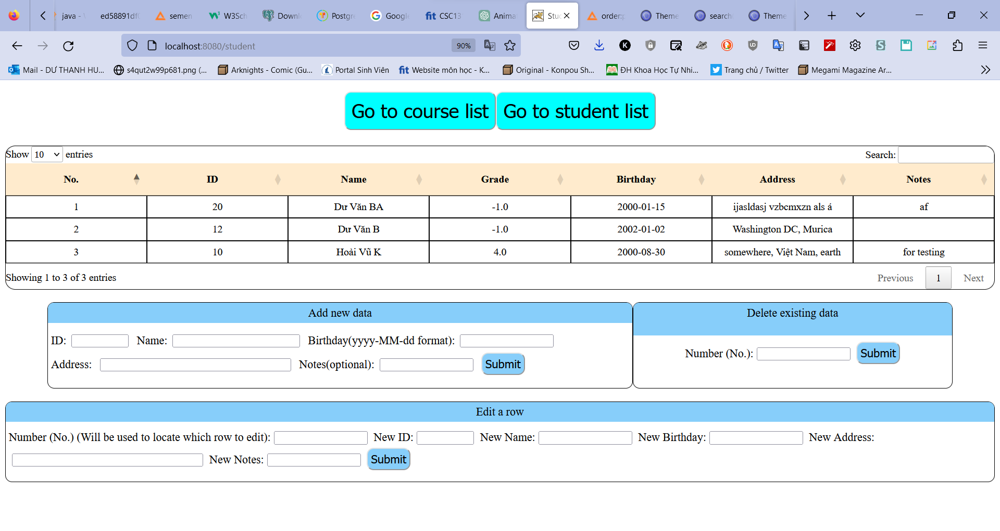 java - ed58891df semen W3Sch Downl Postgr Google CSC13 Anima Stu order: Theme search Theme
localhost:8080/student 90%
Mail - DƯ THANH HU... s4qut2w99p681.png (... Arknights - Comic (Gu... Portal Sinh Viên fit Website môn học - K... Original - Konpou Sh... ĐH Khoa Học Tự Nhi... Trang chủ / Twitter Megami Magazine Ar...
Go to course list Go to student list
Show 10 entries Search:
No. ID Name Grade Birthday Address Notes
1 20 Dư Văn BA -1.0 2000-01-15 ijasldasj vzbcmxzn als á af
2 12 Dư Văn B -1.0 2002-01-02 Washington DC, Murica
3 10 Hoài Vũ K 4.0 2000-08-30 somewhere, Việt Nam, earth for testing
Showing 1 to 3 of 3 entries Previous 1 Next
Add new data
ID: Name: Birthday(yyyy-MM-dd format):
Address: Notes(optional): Submit
Delete existing data
Number (No.): Submit
Edit a row
Number (No.) (Will be used to locate which row to edit): New ID: New Name: New Birthday: New Address:
New Notes: Submit